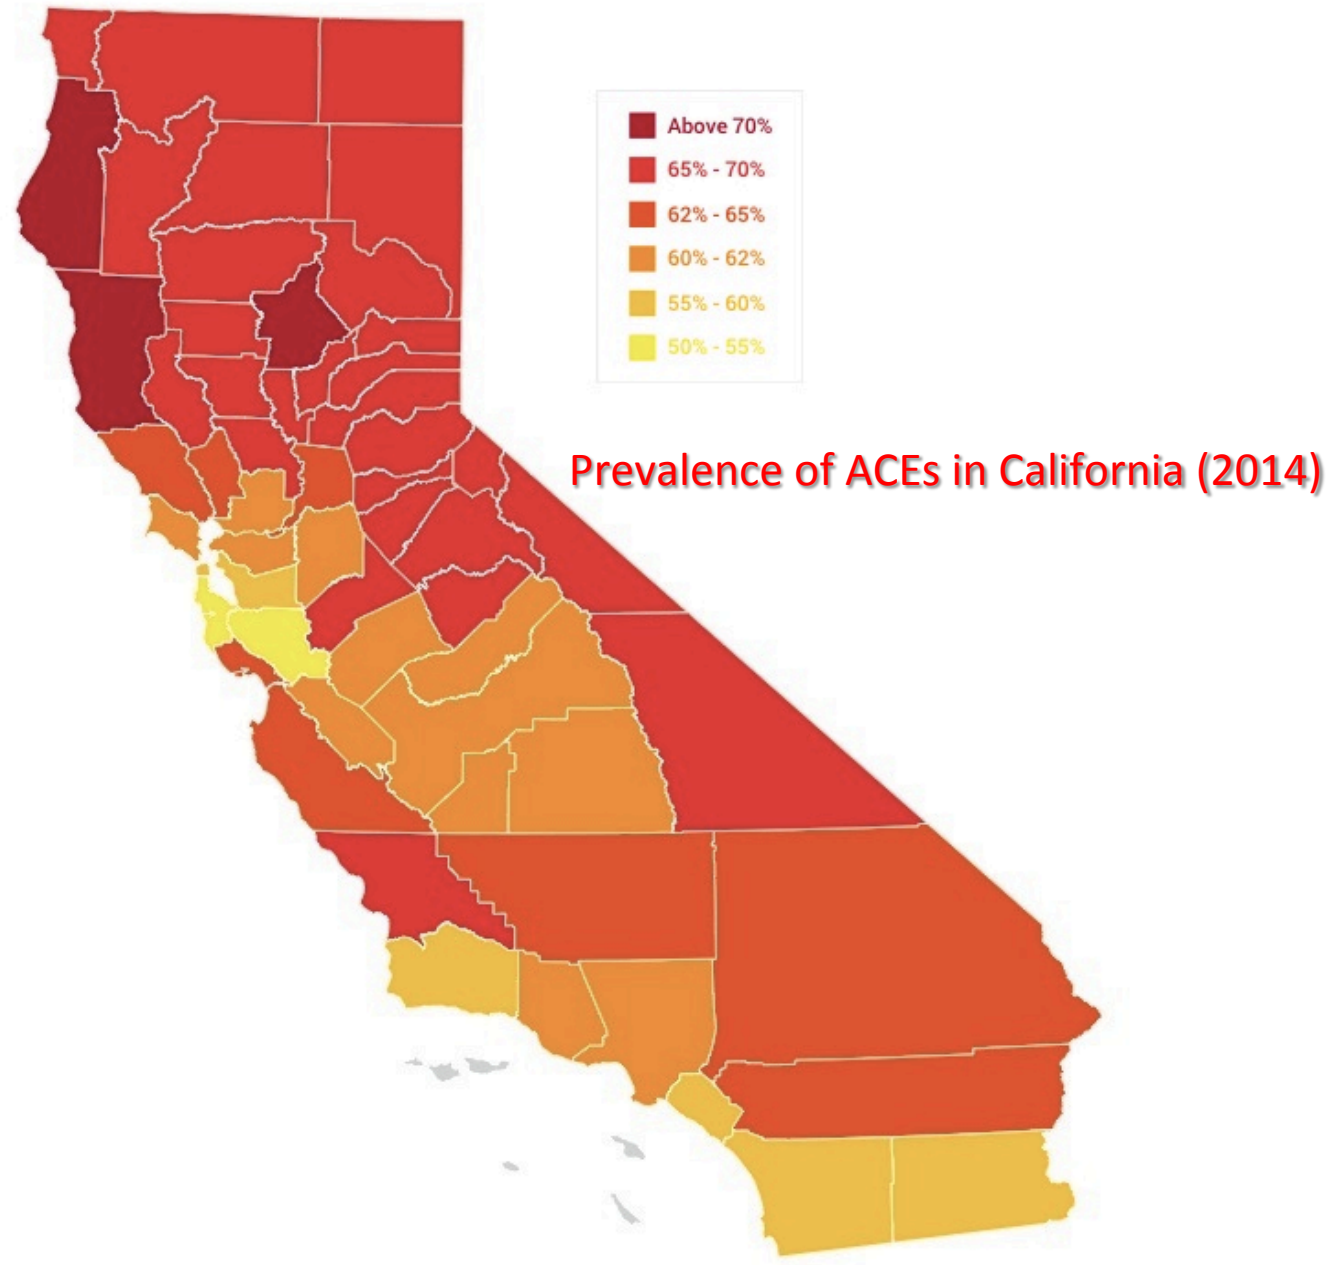 Above 70%
65% - 70%
62% - 65%
60% - 62%
55% - 60%
50% - 55%
Prevalence of ACEs in California (2014)